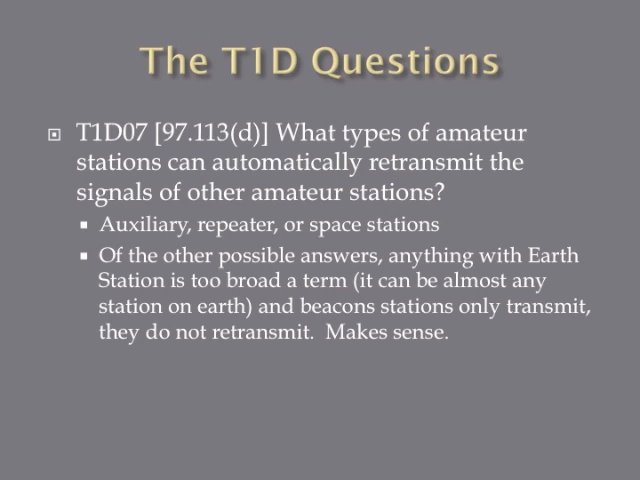 The T1D Questions
T1D07 [97.113(d)] What types of amateur
stations can automatically retransmit the
signals of other amateur stations?
Auxiliary, repeater, or space stations
Of the other possible answers, anything with Earth
Station is too broad a term (it can be almost any
station on earth) and beacons stations only transmit,
they do not retransmit.  Makes sense.